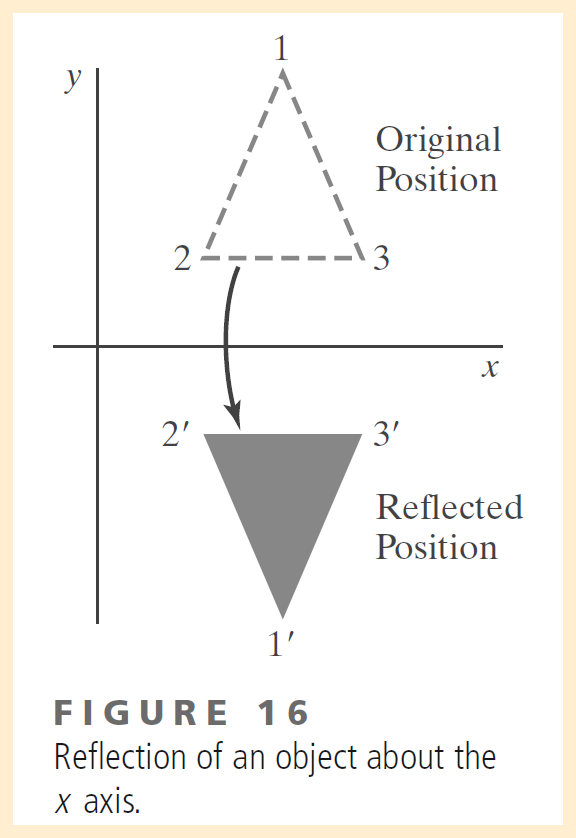 1
y
Original
Position
2
3
x
2′
3′
Reflected
Position
1′
FIGURE 16
Reflection of an object about the
x axis.